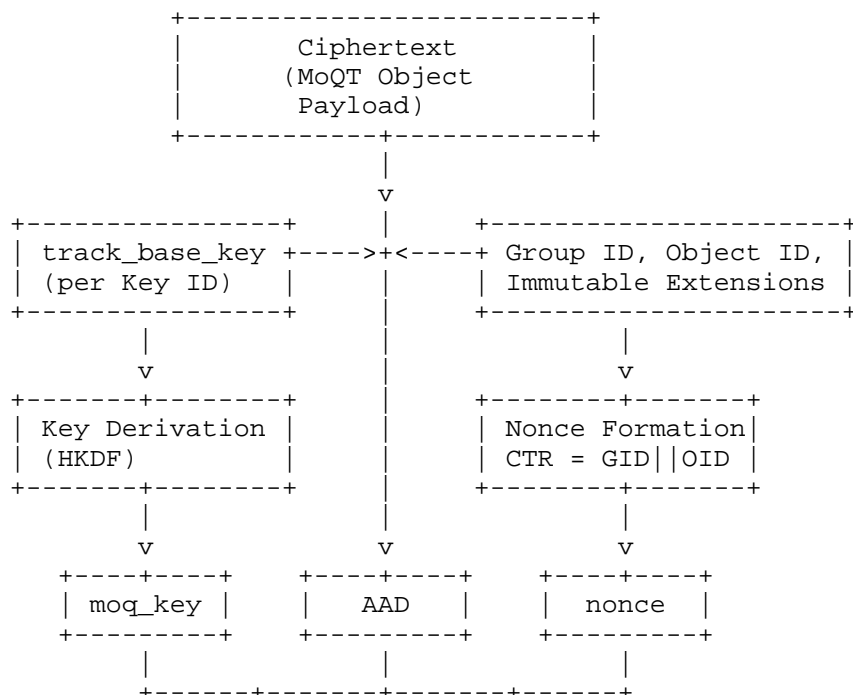 Ciphertext
(MoQT Object
Payload)
v
track_base_key Group ID, Object ID,
(per Key ID) Immutable Extensions
v v
Key Derivation Nonce Formation
(HKDF) CTR = GID||OID
v v v
moq_key AAD nonce